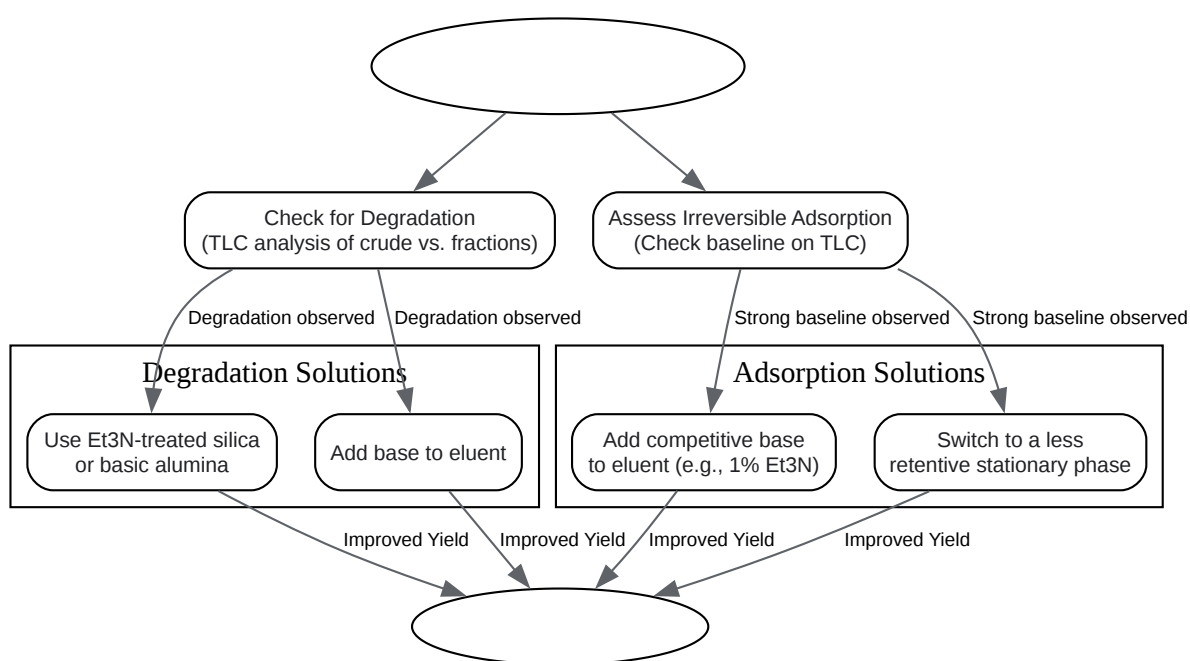 Check for Degradation
(TLC analysis of crude vs. fractions)
Assess Irreversible Adsorption
(Check baseline on TLC)
Degradation observed
Degradation observed
Strong baseline observed
Strong baseline observed
Degradation Solutions
Adsorption Solutions
Use Et3N-treated silica
or basic alumina
Add base to eluent
Add competitive base
to eluent (e.g., 1% Et3N)
Switch to a less
retentive stationary phase
Improved Yield
Improved Yield
Improved Yield
Improved Yield